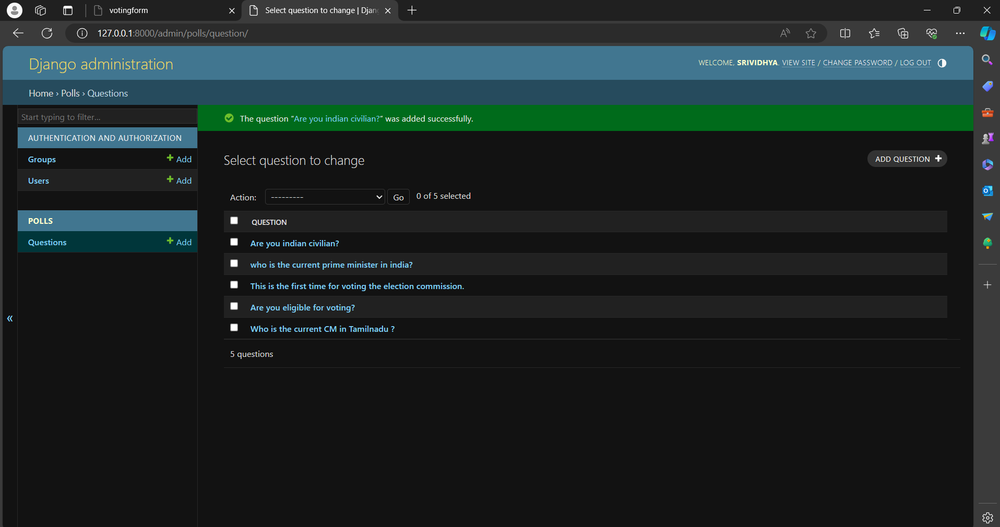 votingform
Select question to change | Djan
127.0.0.1:8000/admin/polls/question/
Django administration
WELCOME, SRIVIDHYA. VIEW SITE / CHANGE PASSWORD / LOG OUT
Home › Polls › Questions
Start typing to filter...
AUTHENTICATION AND AUTHORIZATION
Groups + Add
Users + Add
POLLS
Questions + Add
«
The question “Are you indian civilian?” was added successfully.
Select question to change
ADD QUESTION +
Action: --------- Go 0 of 5 selected
QUESTION
Are you indian civilian?
who is the current prime minister in india?
This is the first time for voting the election commission.
Are you eligible for voting?
Who is the current CM in Tamilnadu ?
5 questions